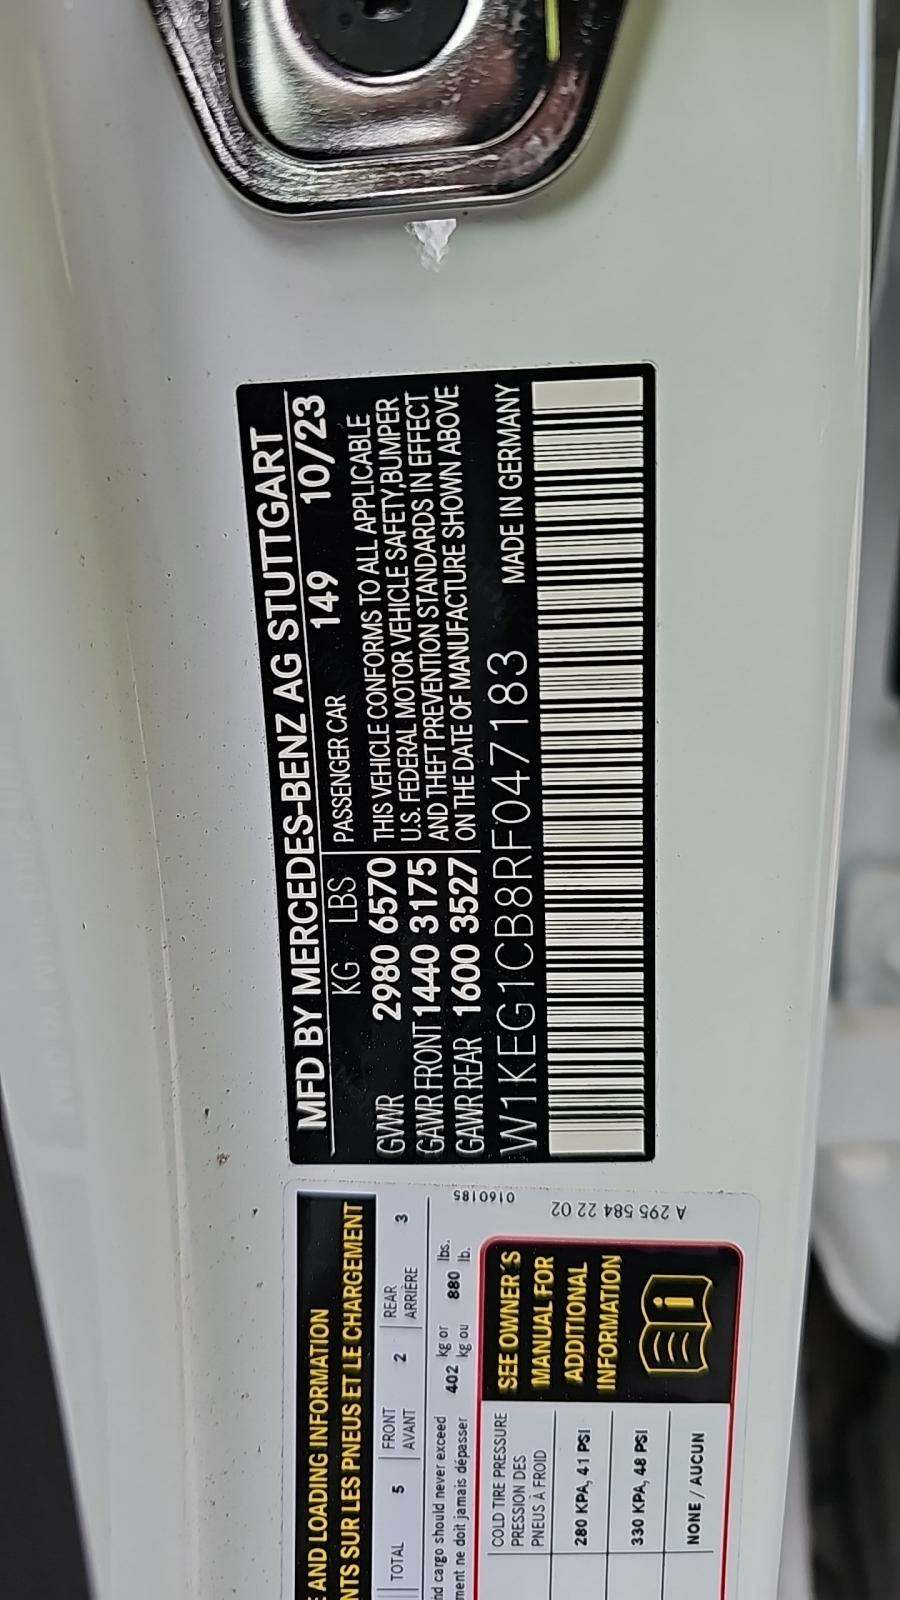 MFD BY MERCEDES-BENZ AG STUTTGART
KG LBS PASSENGER CAR 149 10/23
GVWR 2980 6570 THIS VEHICLE CONFORMS TO ALL APPLICABLE
GAWR FRONT 1440 3175 U.S. FEDERAL MOTOR VEHICLE SAFETY,BUMPER
GAWR REAR 1600 3527 AND THEFT PREVENTION STANDARDS IN EFFECT
ON THE DATE OF MANUFACTURE SHOWN ABOVE
W1KEG1CB8RF047183 MADE IN GERMANY
AND LOADING INFORMATION
NTS SUR LES PNEUS ET LE CHARGEMENT
TOTAL 5 FRONT 2 REAR 3
AVANT ARRIÈRE
nd cargo should never exceed 402 kg or 880 lbs.
ment ne doit jamais dépasser kg ou lb.
0160185
A 295 584 22 02
COLD TIRE PRESSURE
PRESSION DES
PNEUS À FROID
280 KPA, 41 PSI
330 KPA, 48 PSI
NONE / AUCUN
SEE OWNER'S
MANUAL FOR
ADDITIONAL
INFORMATION